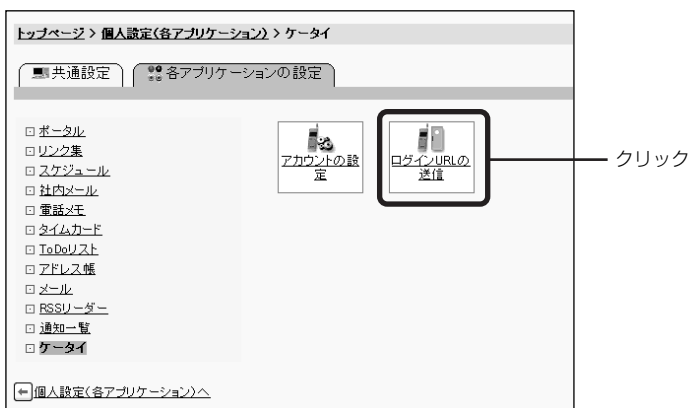 トップページ > 個人設定(各アプリケーション) > ケータイ
共通設定
各アプリケーションの設定
ポータル
リンク集
スケジュール
社内メール
電話メモ
タイムカード
ToDoリスト
アドレス帳
メール
RSSリーダー
通知一覧
ケータイ
アカウントの設
定
ログインURLの
送信
クリック
個人設定(各アプリケーション)へ